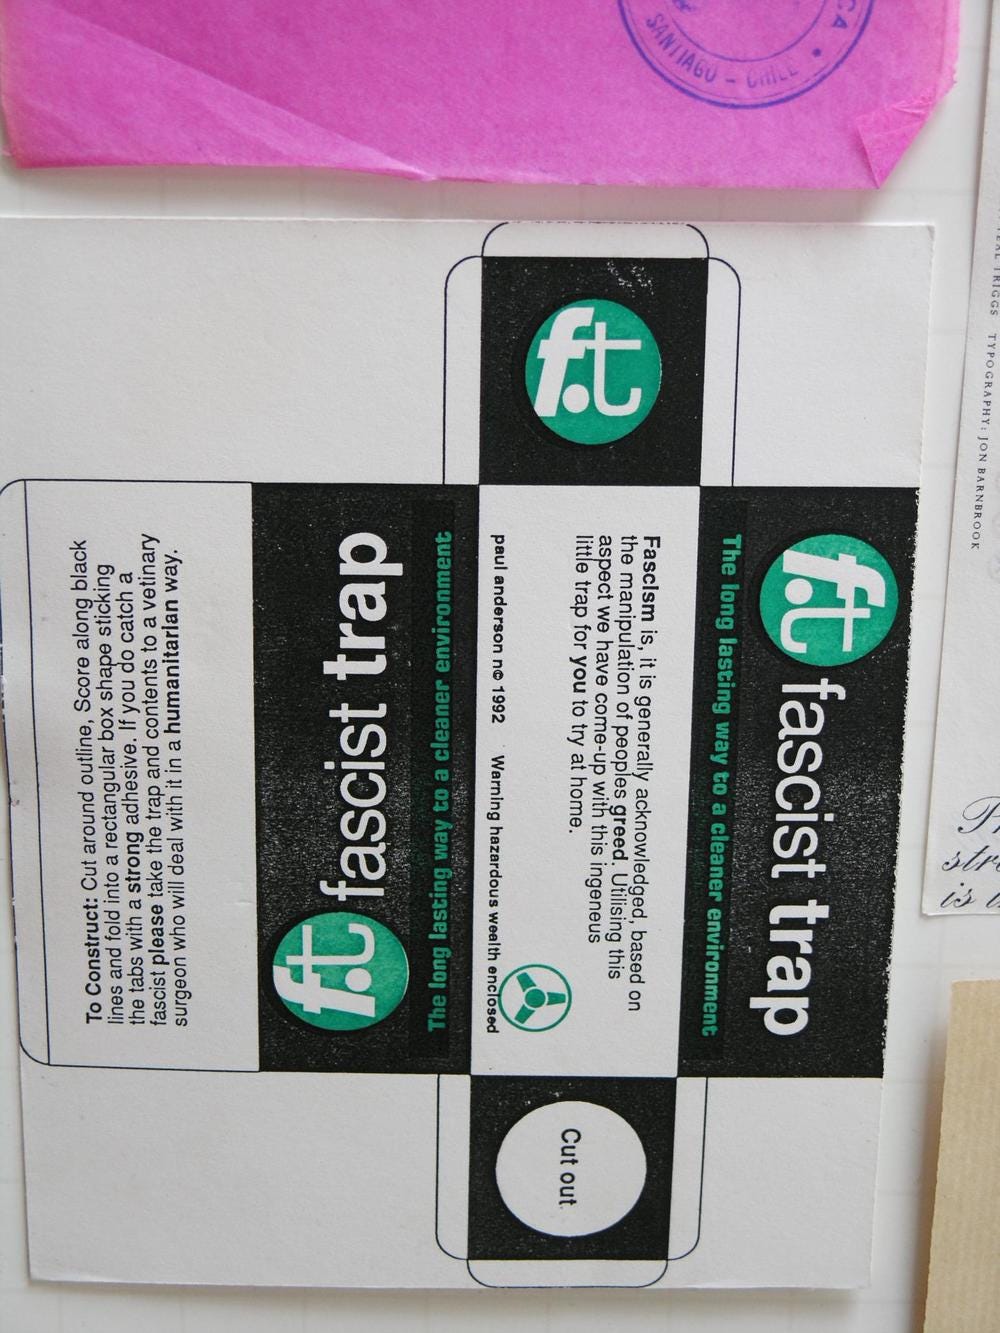 CA •
SANTIAGO – CHILE
TYPOGRAPHY: JON BARNBROOK
f.t
f.t fascist trap
The long lasting way to a cleaner environment
Fascism is, it is generally acknowledged, based on
the manipulation of peoples greed. Utilising this
aspect we have come-up with this ingeneus
little trap for you to try at home.
paul anderson n© 1992 Warning hazardous wealth enclosed
f.t fascist trap
The long lasting way to a cleaner environment
To Construct: Cut around outline, Score along black
lines and fold into a rectangular box shape sticking
the tabs with a strong adhesive. If you do catch a
fascist please take the trap and contents to a vetinary
surgeon who will deal with it in a humanitarian way.
Cut out.